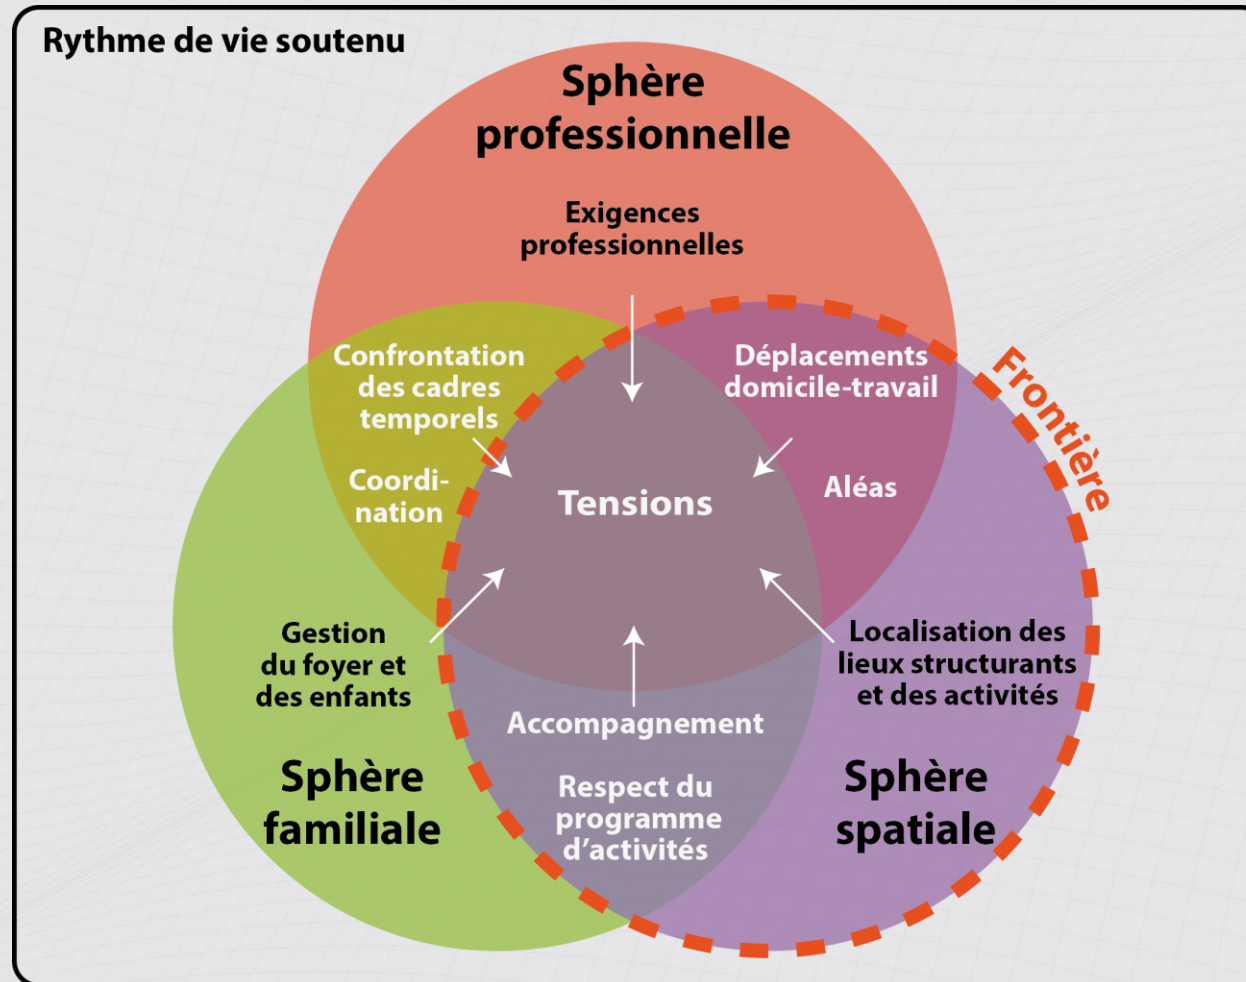 Rythme de vie soutenu
Sphère
professionnelle
Exigences
professionnelles
Confrontation
des cadres
temporels
Coordi-
nation
Déplacements
domicile-travail
Aléas
Frontière
Tensions
Gestion
du foyer et
des enfants
Sphère
familiale
Accompagnement
Respect du
programme
d'activités
Localisation des
lieux structurants
et des activités
Sphère
spatiale